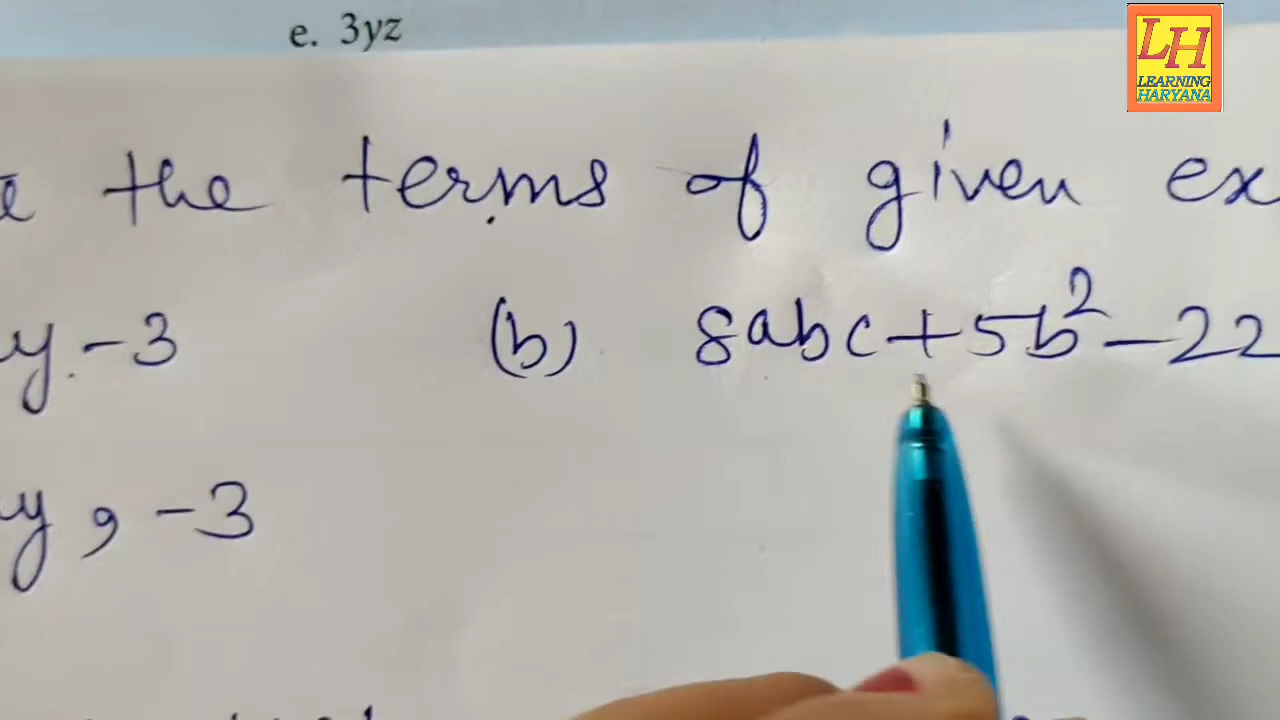 e. 3yz
LH
LEARNING
HARYANA
the terms of given ex
y - 3
(b) 8abc + 5b² - 22
y , -3